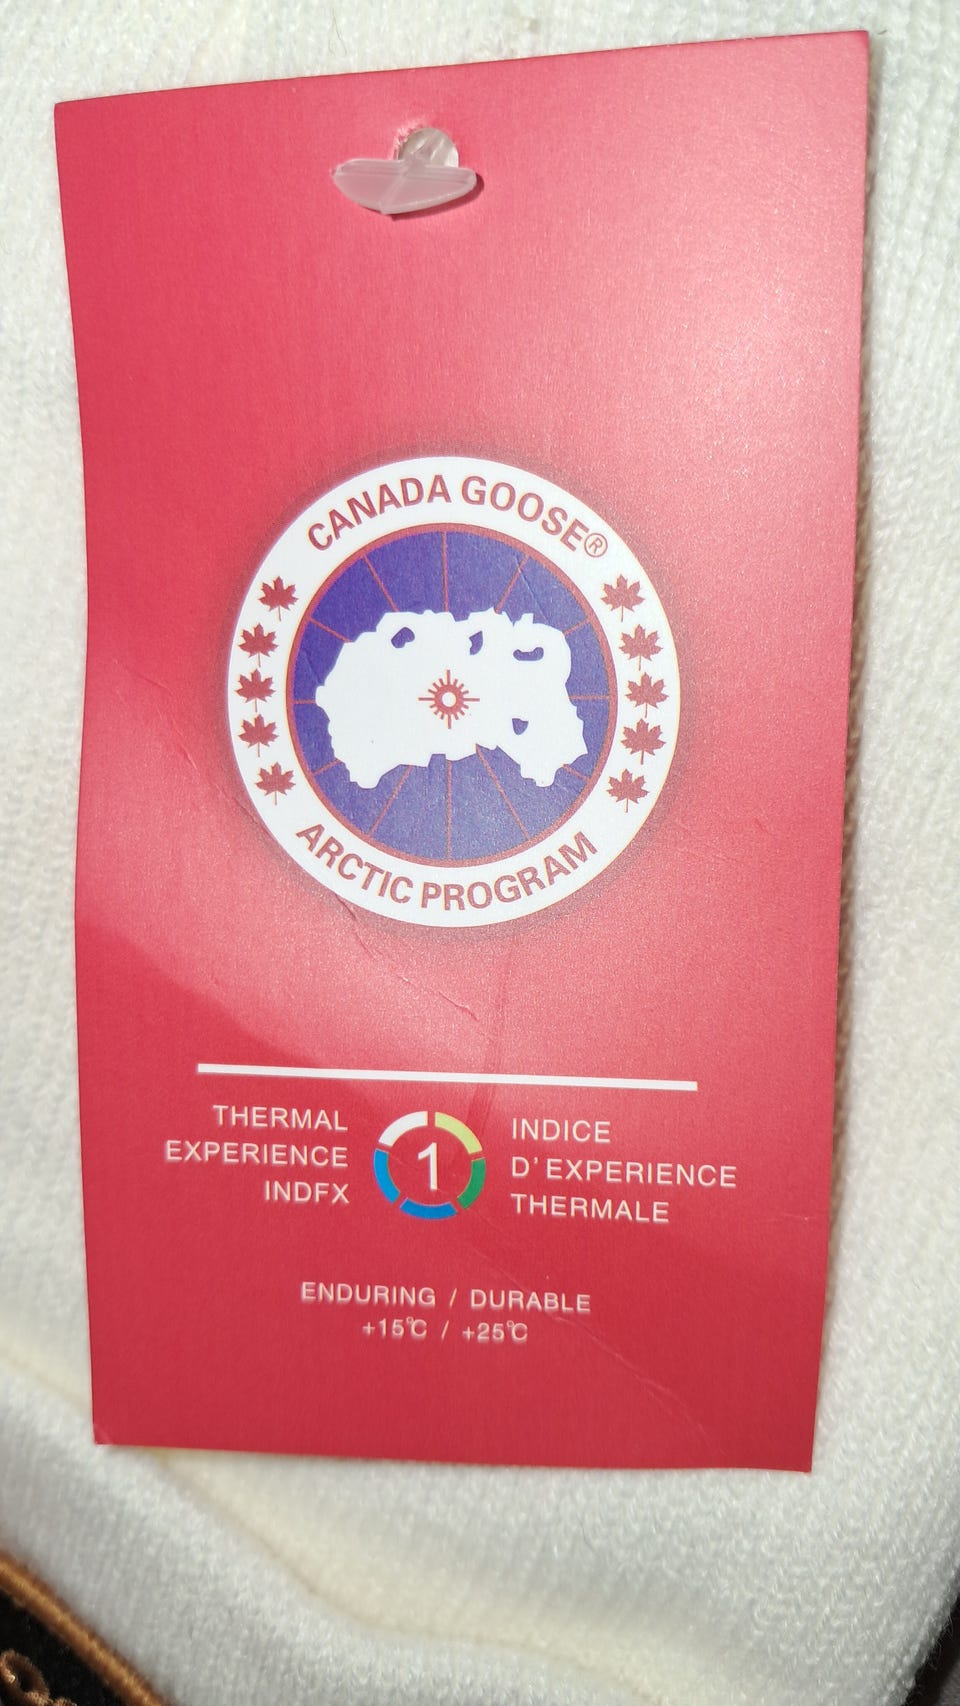 CANADA GOOSE®
ARCTIC PROGRAM
THERMAL
EXPERIENCE
INDFX
1
INDICE
D'EXPERIENCE
THERMALE
ENDURING / DURABLE
+15℃ / +25℃